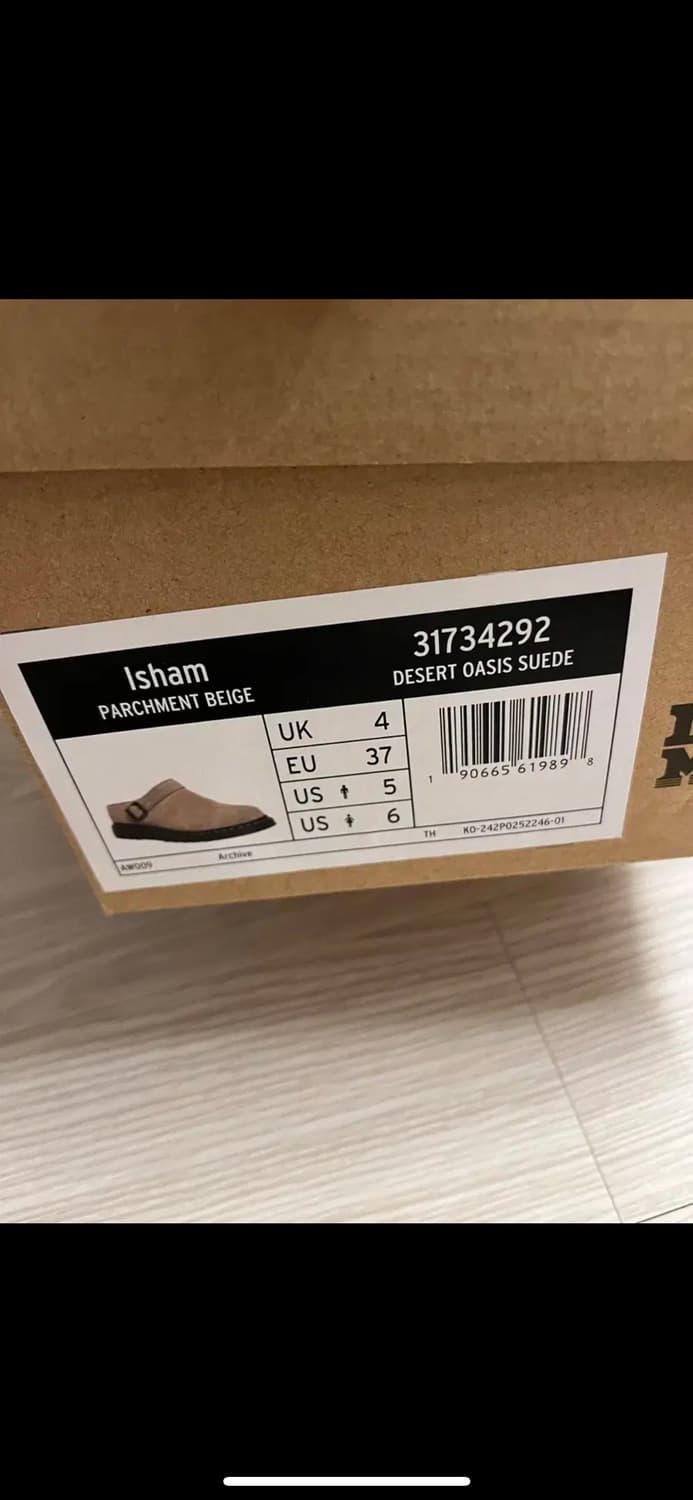 Isham
PARCHMENT BEIGE
31734292
DESERT OASIS SUEDE
UK 4
EU 37
US 5
US 6
1 90665 61989 8
AW009
Archive
TH
KO-242P0252246-01